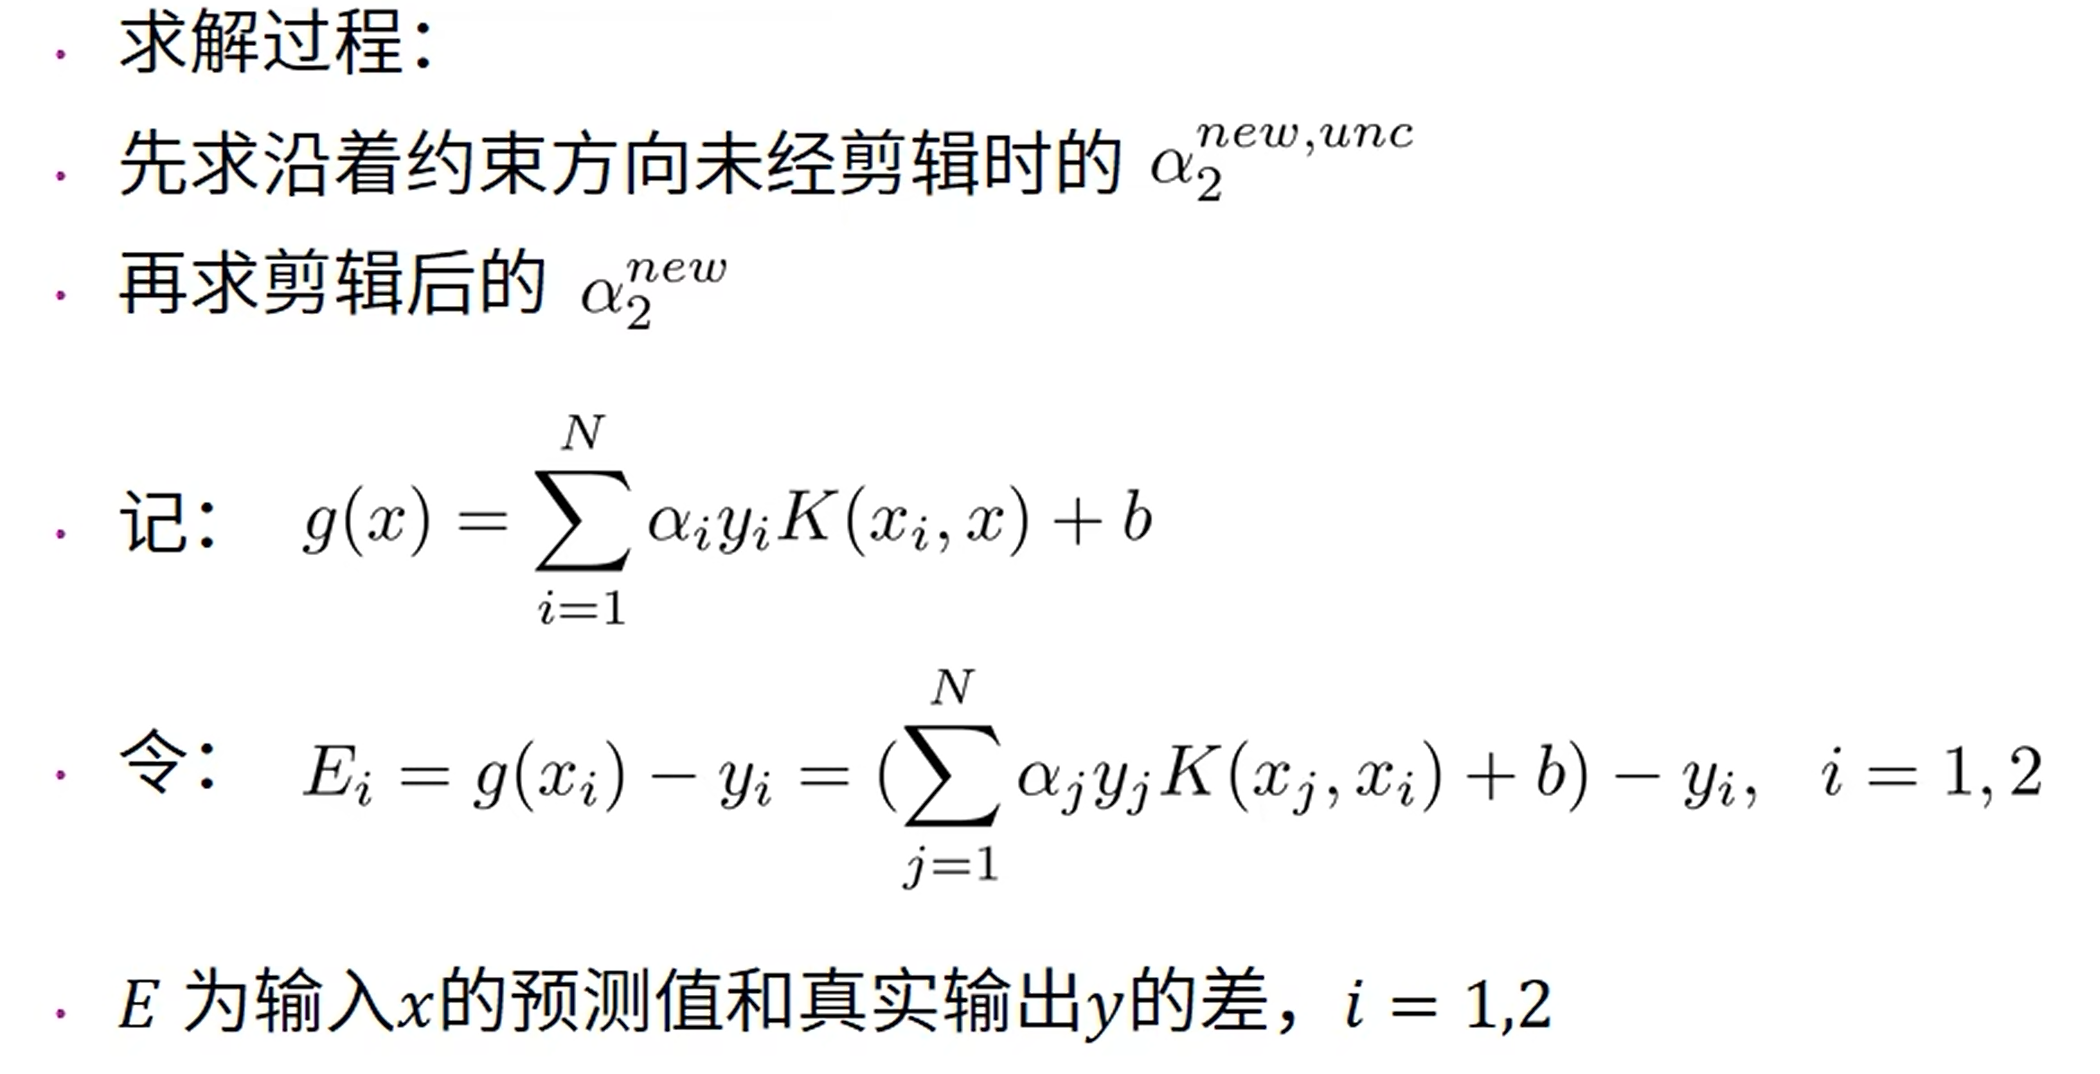 · 求解过程：
· 先求沿着约束方向未经剪辑时的 $\alpha_2^{new,unc}$
· 再求剪辑后的 $\alpha_2^{new}$
· 记： $g(x) = \sum_{i=1}^{N} \alpha_i y_i K(x_i, x) + b$
· 令： $E_i = g(x_i) - y_i = (\sum_{j=1}^{N} \alpha_j y_j K(x_j, x_i) + b) - y_i, \quad i = 1, 2$
· E 为输入x的预测值和真实输出y的差，i = 1,2